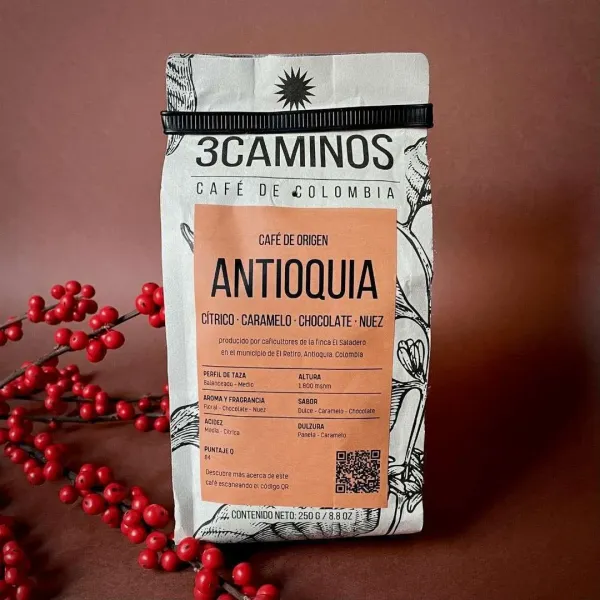 3CAMINOS
CAFÉ DE COLOMBIA
CAFÉ DE ORIGEN
ANTIOQUIA
CÍTRICO · CARAMELO · CHOCOLATE · NUEZ
producido por caficultores de la finca El Saladero
en el municipio de El Retiro, Antioquia, Colombia
PERFIL DE TAZA
Balanceado - Medio
ALTURA
1.800 msnm
AROMA Y FRAGRANCIA
Floral - Chocolate - Nuez
SABOR
Dulce - Caramelo - Chocolate
ACIDEZ
Media - Cítrica
DULZURA
Panela - Caramelo
PUNTAJE Q
84
Descubre más acerca de este
café escaneando el código QR
CONTENIDO NETO: 250 G / 8.8 OZ